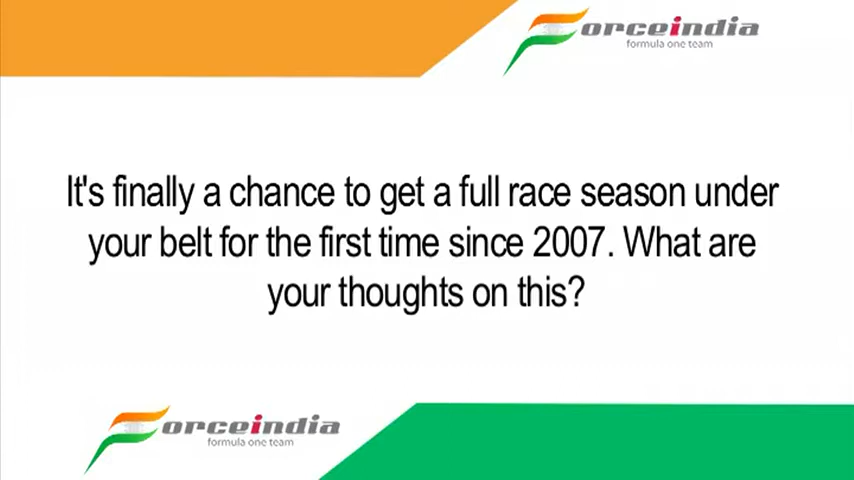 Forceindia
formula one team
It's finally a chance to get a full race season under
your belt for the first time since 2007. What are
your thoughts on this?
Forceindia
formula one team